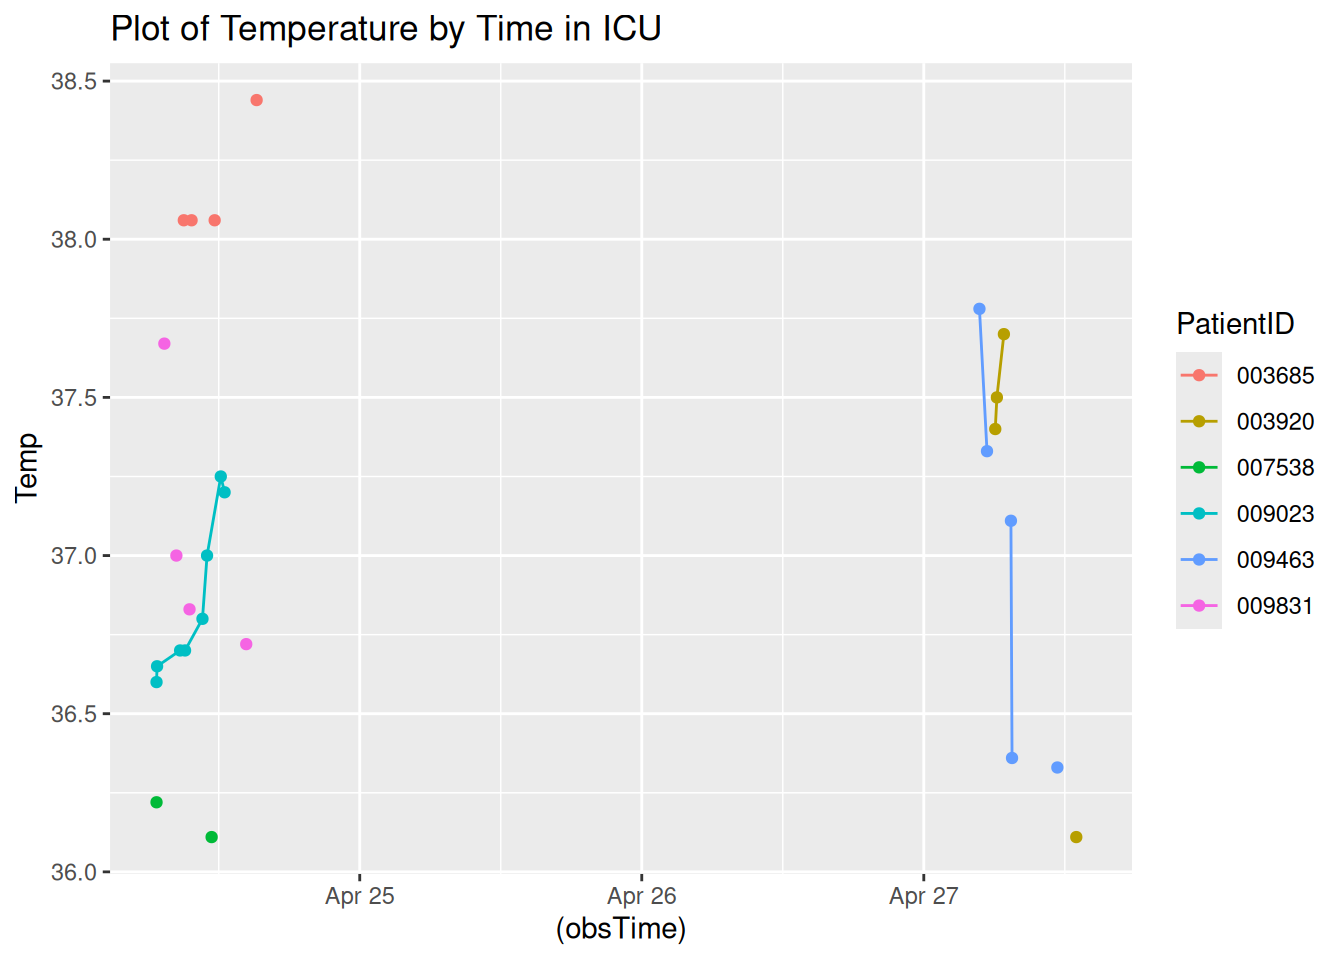 Plot of Temperature by Time in ICU
38.5
38.0
37.5
37.0
36.5
36.0
Temp
Apr 25
Apr 26
Apr 27
(obsTime)
PatientID
003685
003920
007538
009023
009463
009831